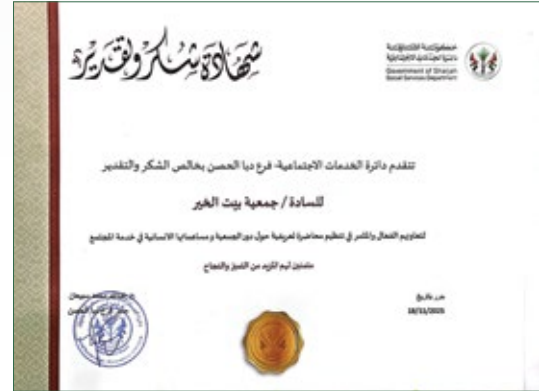 شهادة شكر وتقدير
حكومة الشارقة
دائرة الخدمات الاجتماعية
Government of Sharjah
Social Services Department
تتقدم دائرة الخدمات الاجتماعية- فرع دبا الحصن بخالص الشكر والتقدير
للسادة / جمعية بيت الخير
لتعاونهم الفعال والمثمر في تنظيم محاضرة تعريفية حول دور الجمعية و مساهماتها الانسانية في خدمة المجتمع
متمنين لهم المزيد من التميز والنجاح
حرر بتاريخ